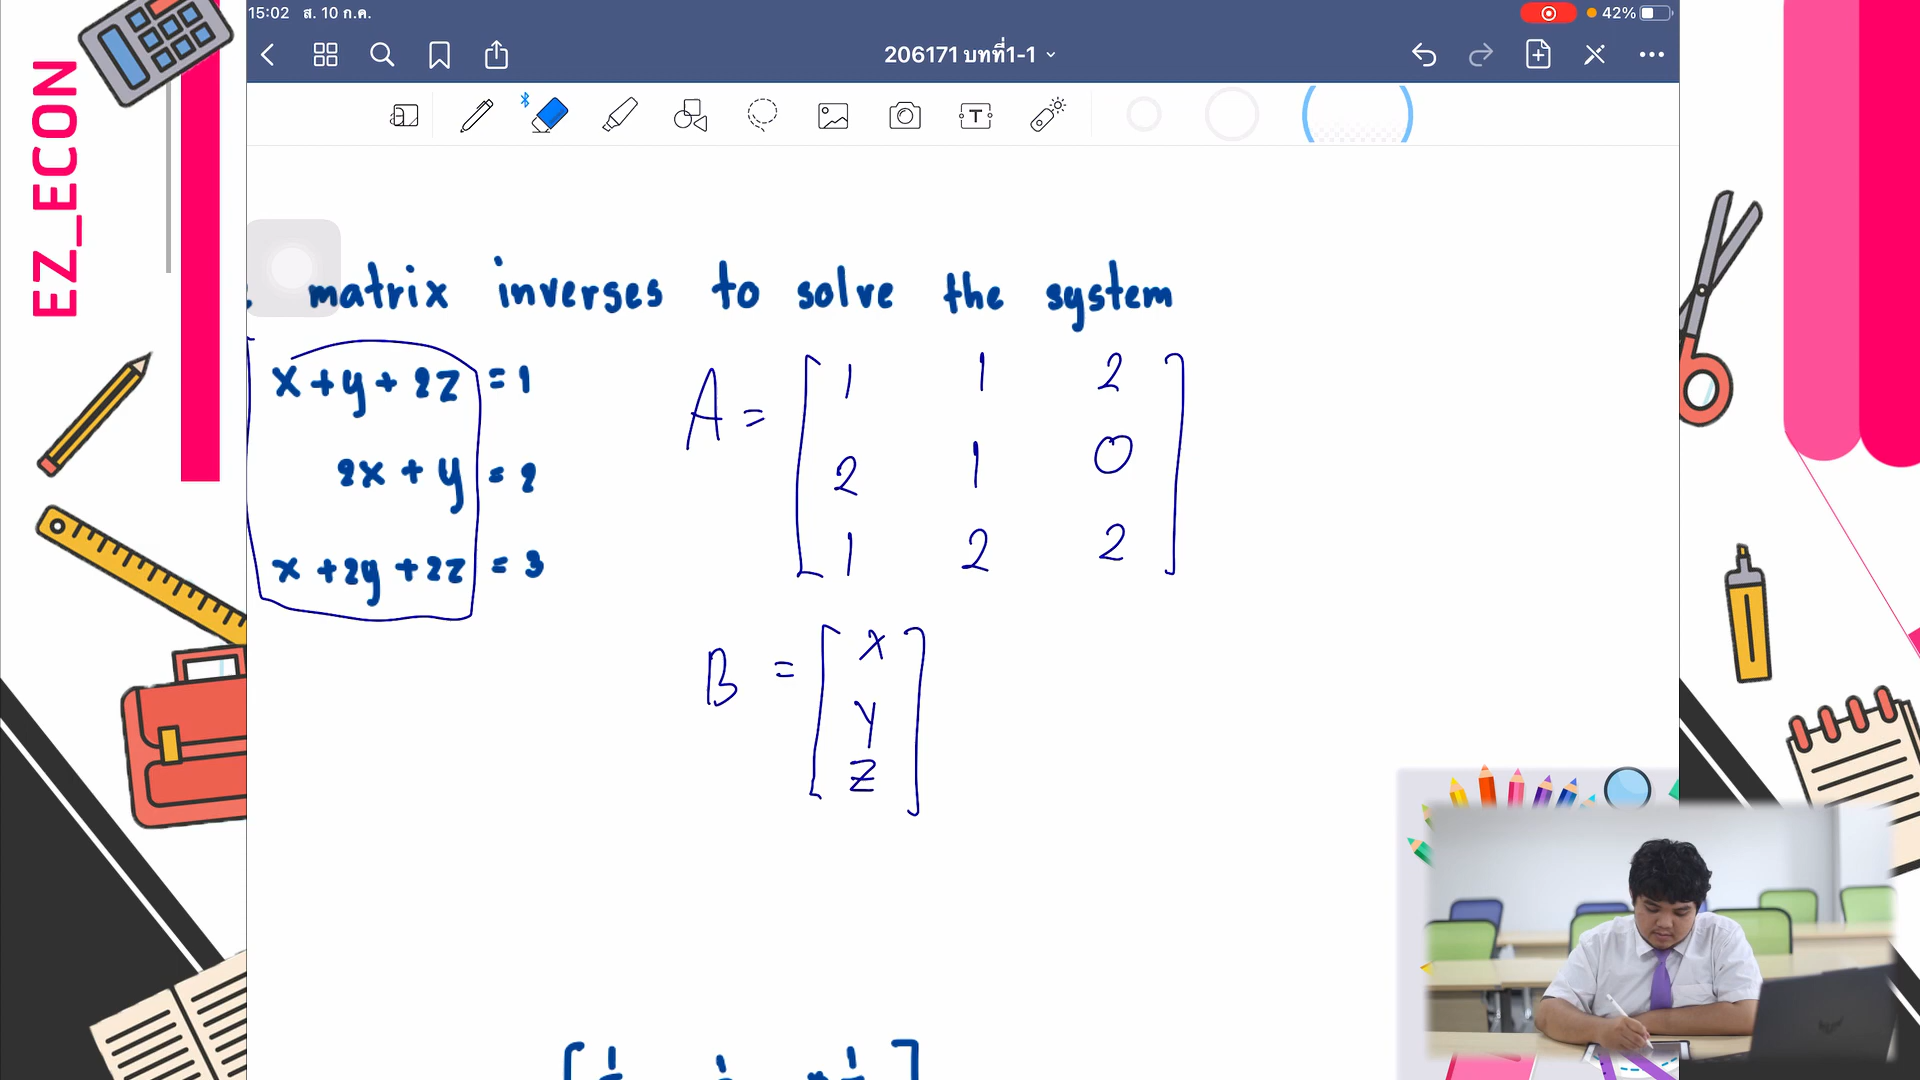 15:02 ส. 10 ก.ค.
42%
206171 บทที่1-1
EZ_ECON
matrix inverses to solve the system
x+y+2z = 1
2x + y = 2
x +2y +2z = 3
A = [ 1 1 2
2 1 0
1 2 2 ]
B = [ x
y
z ]